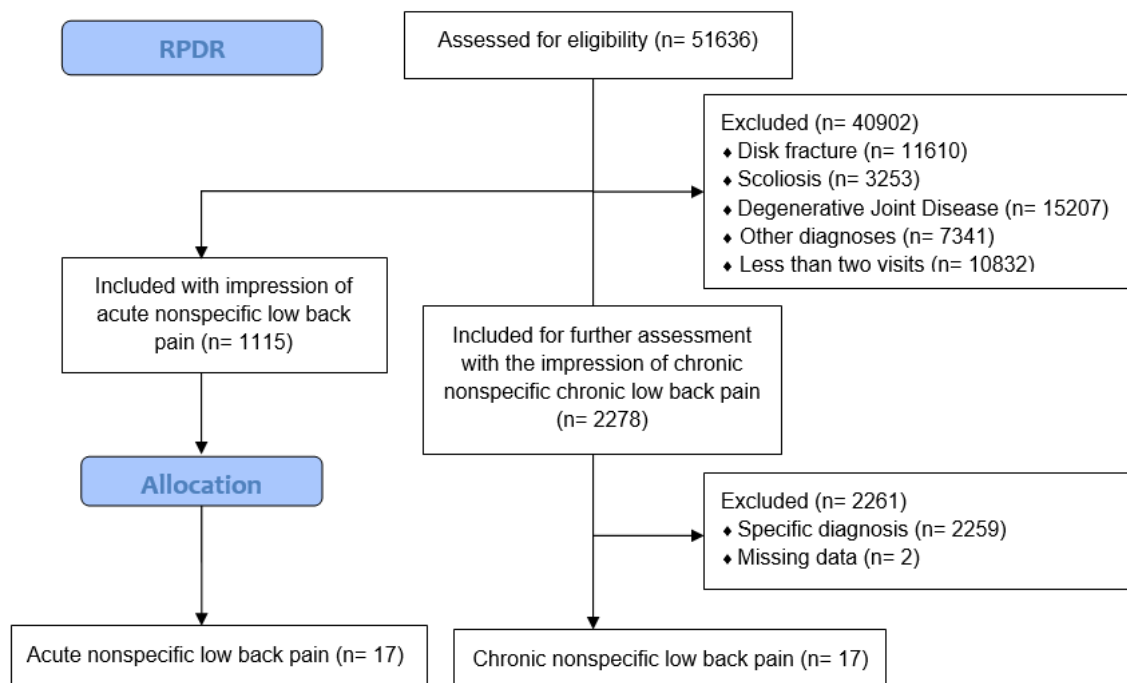 RPDR
Assessed for eligibility (n= 51636)
Excluded (n= 40902)
♦ Disk fracture (n= 11610)
♦ Scoliosis (n= 3253)
♦ Degenerative Joint Disease (n= 15207)
♦ Other diagnoses (n= 7341)
♦ Less than two visits (n= 10832)
Included with impression of
acute nonspecific low back
pain (n= 1115)
Included for further assessment
with the impression of chronic
nonspecific chronic low back pain
(n= 2278)
Allocation
Excluded (n= 2261)
♦ Specific diagnosis (n= 2259)
♦ Missing data (n= 2)
Acute nonspecific low back pain (n= 17)
Chronic nonspecific low back pain (n= 17)